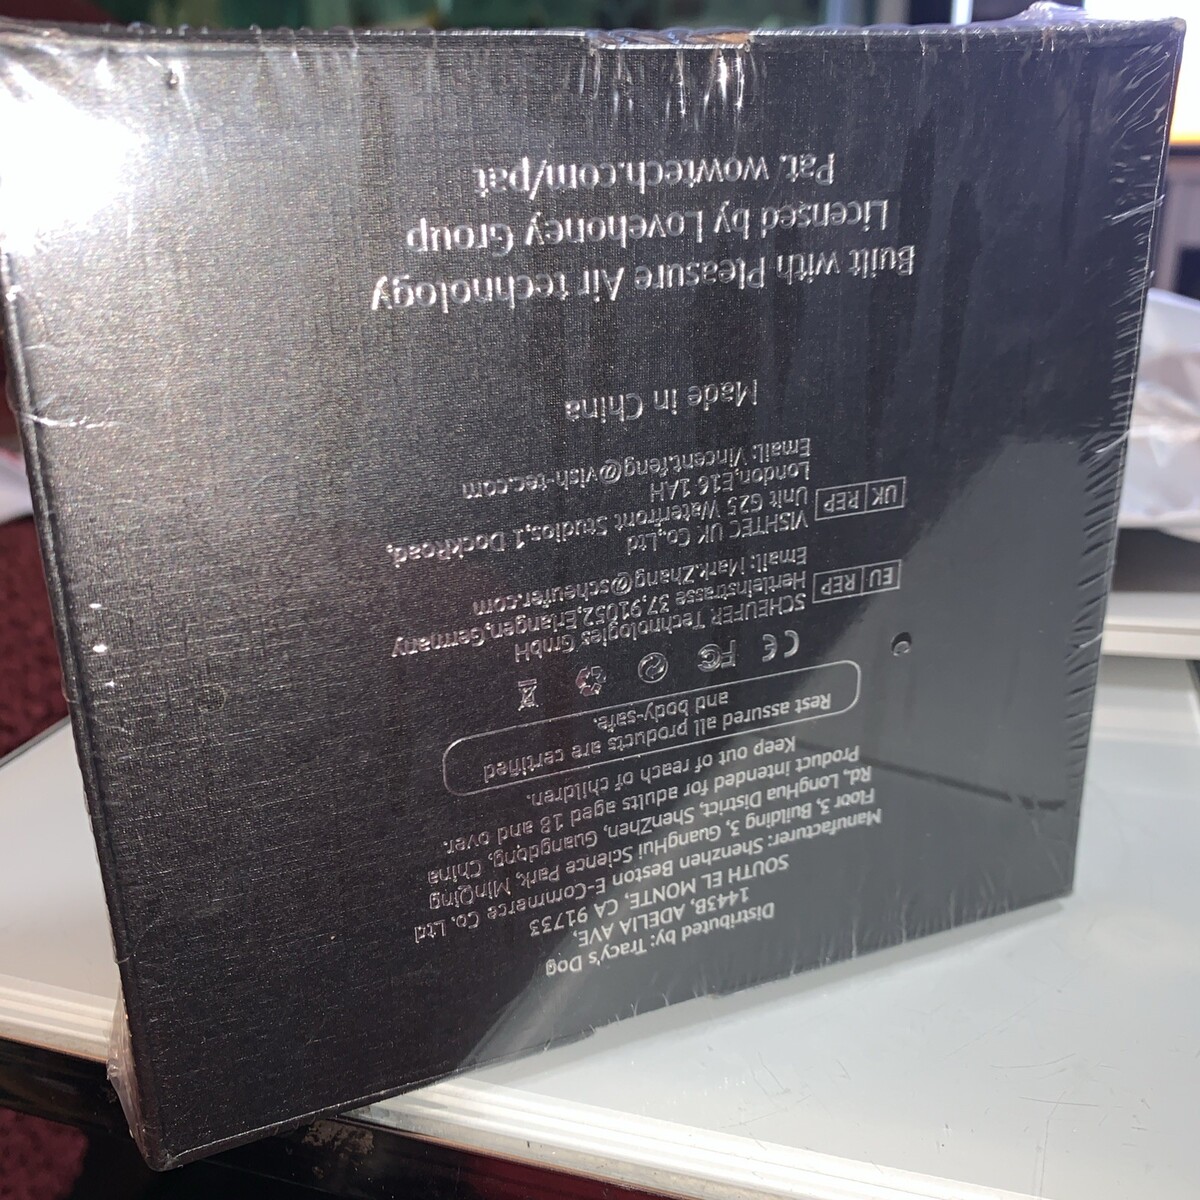 Distributed by: Tracy's Dog
1443B, ADELIA AVE,
SOUTH EL MONTE, CA 91733
Manufacturer: Shenzhen Beston E-Commerce Co., Ltd
Floor 3, Building 3, GuangHui Science Park, MinQing
Rd, LongHua District, ShenZhen, Guangdong, China
Product intended for adults aged 18 and over.
Keep out of reach of children.
Rest assured all products are certified
and body-safe.
CE FC
EU REP
SCHEUFER Technologies GmbH
Hertleinstrasse 37,91052,Erlangen,Germany
Email: Mark.Zhang@scheufer.com
UK REP
VISHTEC UK Co.,Ltd
Unit G25 Waterfront Studios,1 DockRoad,
London,E16 1AH
Email: Vincent.feng@vish-tec.com
Made in China
Built with Pleasure Air technology
Licensed by Lovehoney Group
Pat. wowtech.com/pat